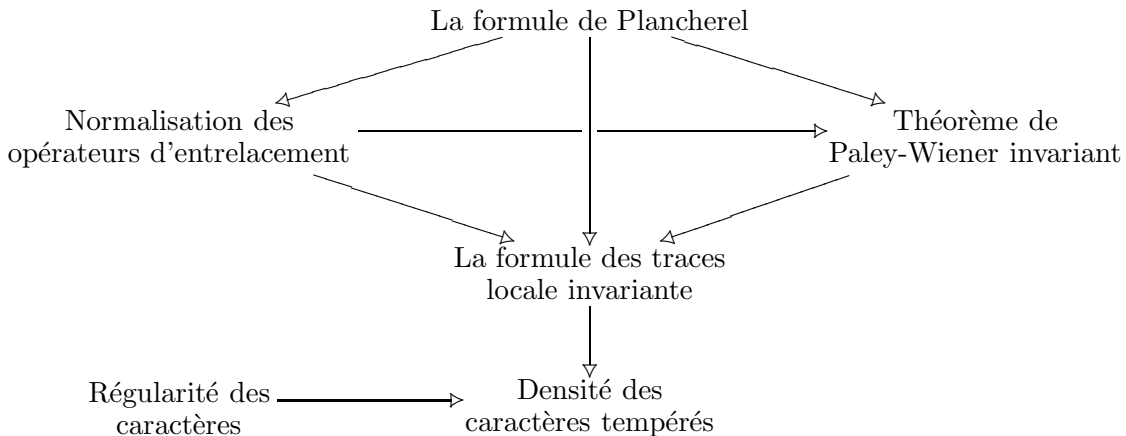 La formule de Plancherel
Normalisation des
opérateurs d'entrelacement
Théorème de
Paley-Wiener invariant
La formule des traces
locale invariante
Régularité des
caractères
Densité des
caractères tempérés